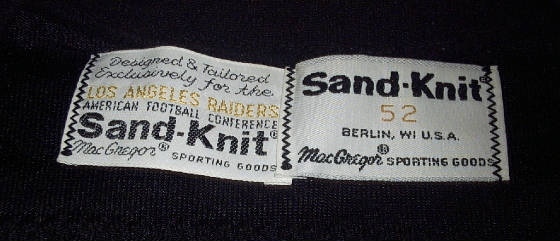 Designed & Tailored
Exclusively for the
LOS ANGELES RAIDERS
AMERICAN FOOTBALL CONFERENCE
Sand-Knit®
MacGregor® SPORTING GOODS
Sand-Knit®
52
BERLIN, WI U.S.A.
MacGregor® SPORTING GOODS